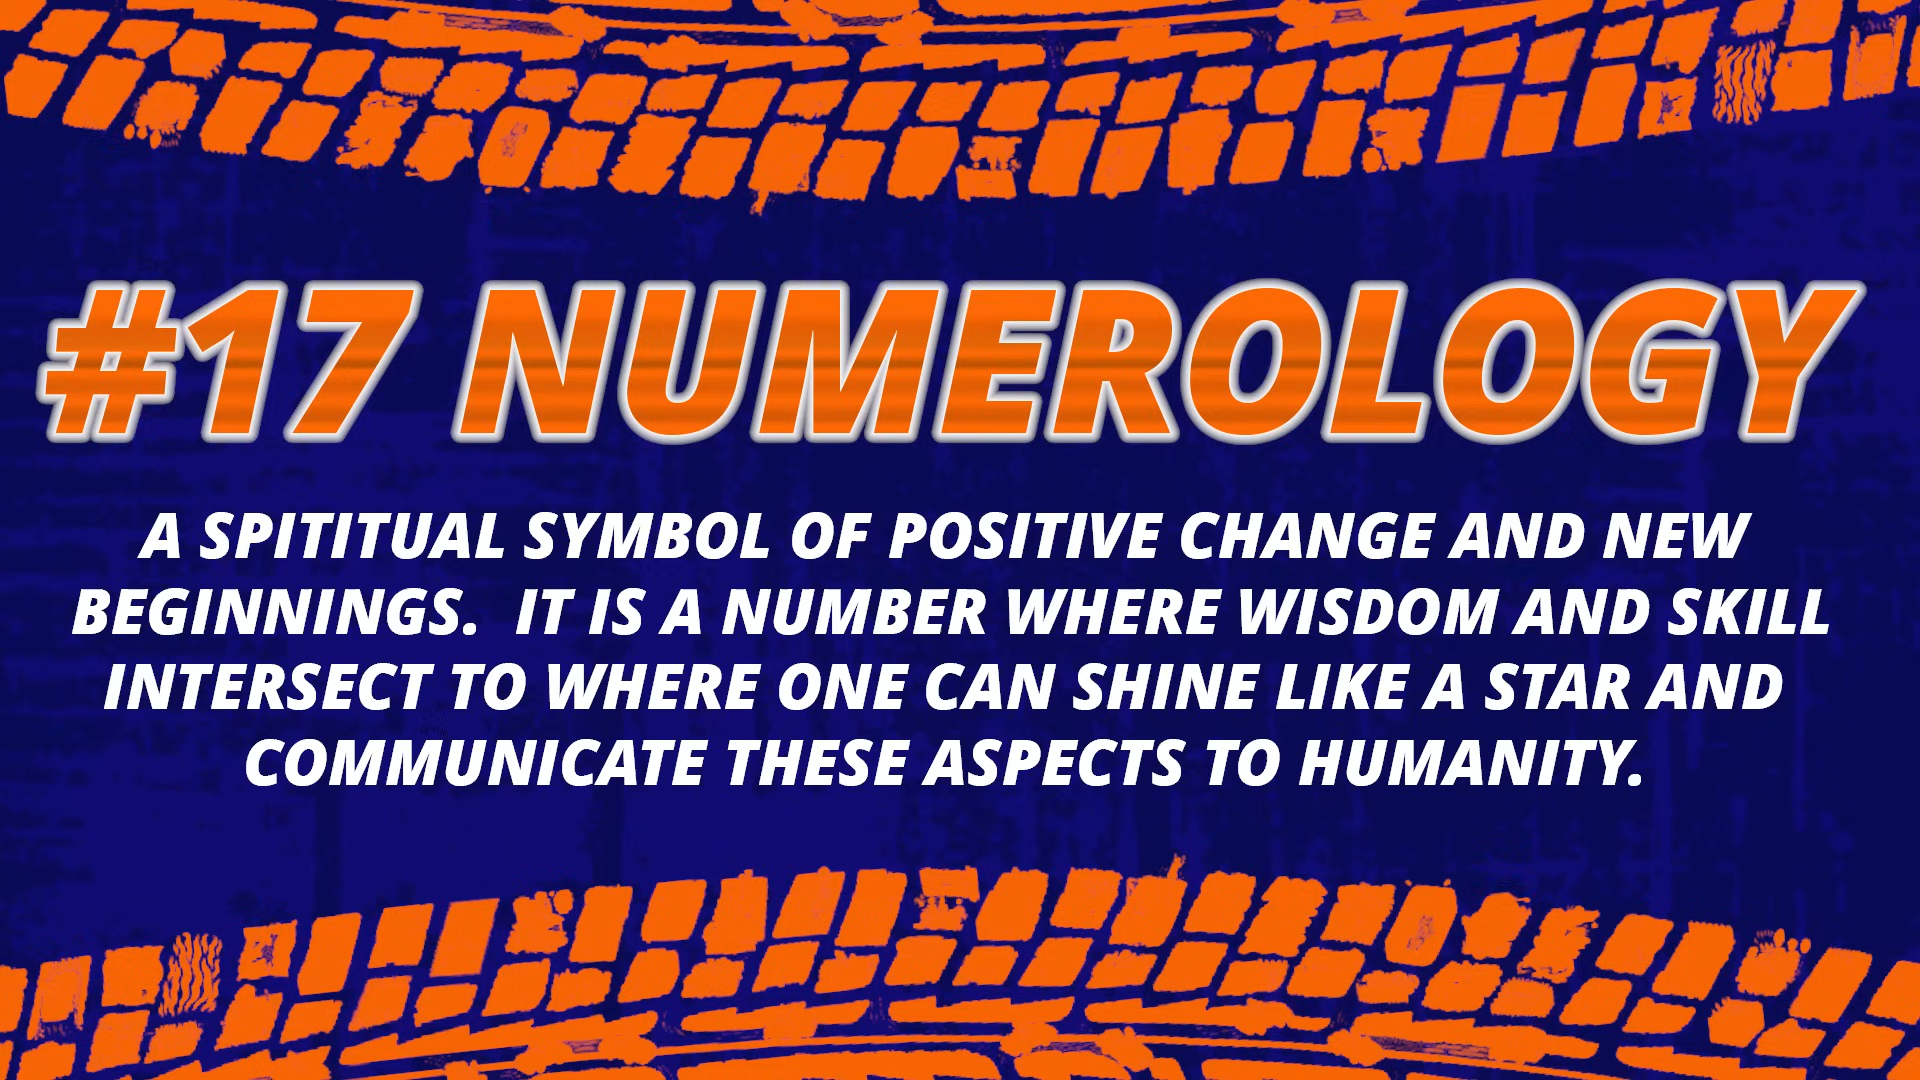 #17 NUMEROLOGY
A SPITITUAL SYMBOL OF POSITIVE CHANGE AND NEW
BEGINNINGS.  IT IS A NUMBER WHERE WISDOM AND SKILL
INTERSECT TO WHERE ONE CAN SHINE LIKE A STAR AND
COMMUNICATE THESE ASPECTS TO HUMANITY.